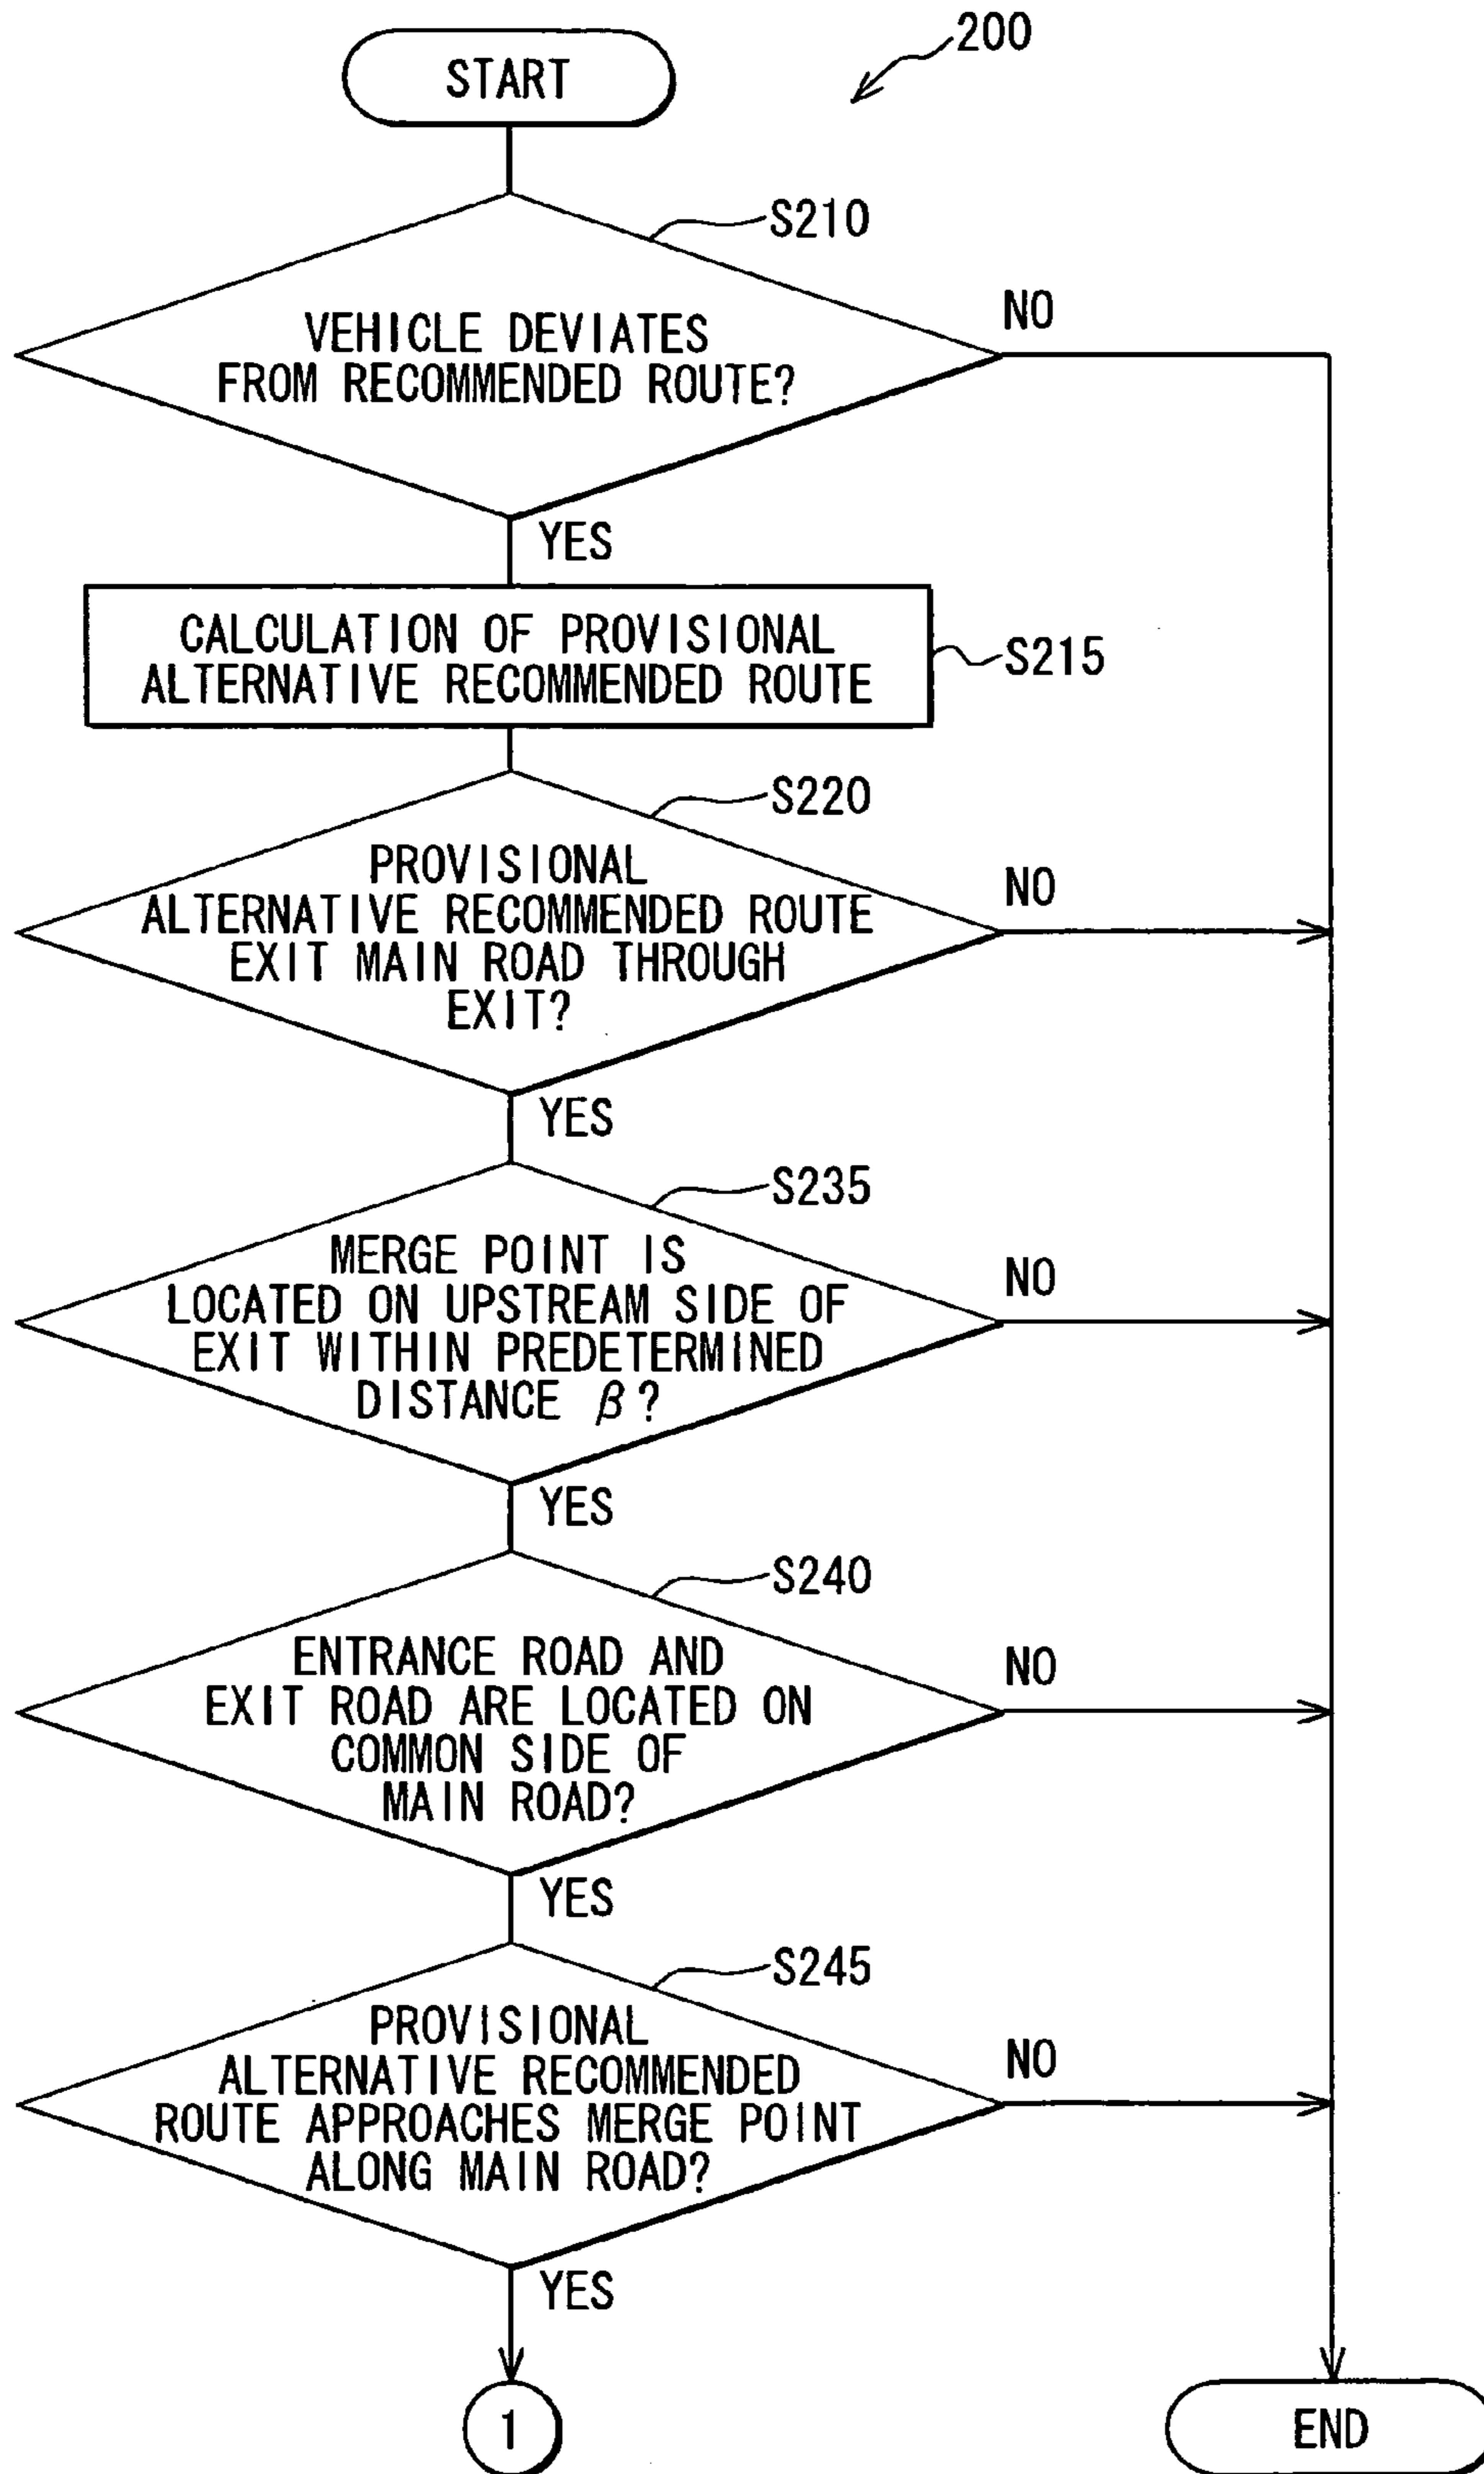 200
START
S210
VEHICLE DEVIATES
FROM RECOMMENDED ROUTE?
NO
YES
CALCULATION OF PROVISIONAL
ALTERNATIVE RECOMMENDED ROUTE
S215
S220
PROVISIONAL
ALTERNATIVE RECOMMENDED ROUTE
EXIT MAIN ROAD THROUGH
EXIT?
NO
YES
S235
MERGE POINT IS
LOCATED ON UPSTREAM SIDE OF
EXIT WITHIN PREDETERMINED
DISTANCE β?
NO
YES
S240
ENTRANCE ROAD AND
EXIT ROAD ARE LOCATED ON
COMMON SIDE OF
MAIN ROAD?
NO
YES
S245
PROVISIONAL
ALTERNATIVE RECOMMENDED
ROUTE APPROACHES MERGE POINT
ALONG MAIN ROAD?
NO
YES
1
END